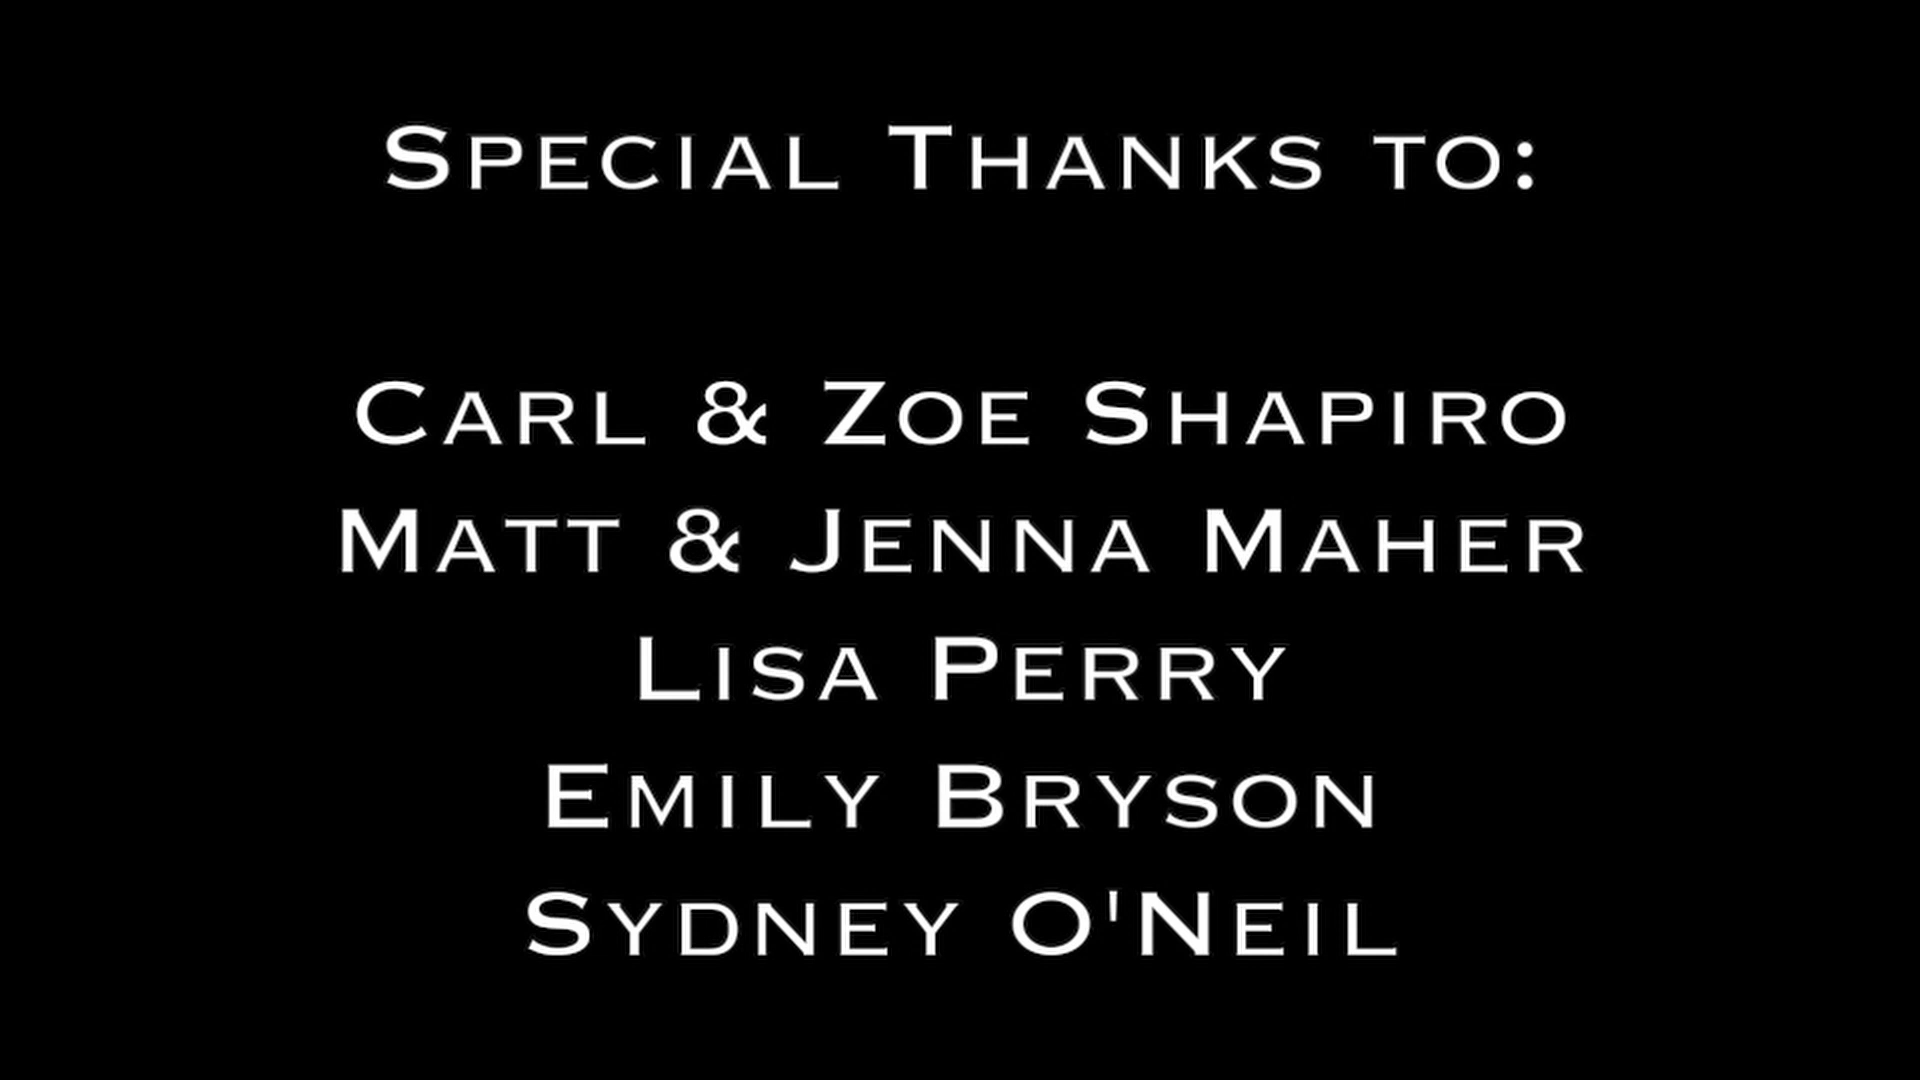 Special Thanks to:
Carl & Zoe Shapiro
Matt & Jenna Maher
Lisa Perry
Emily Bryson
Sydney O'Neil